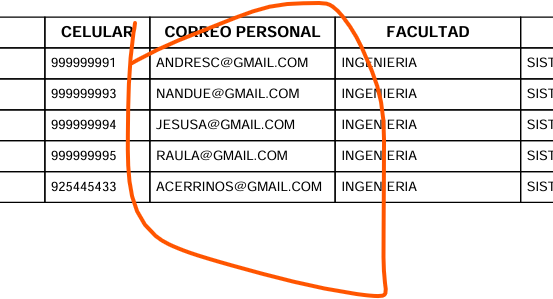 CELULAR CORREO PERSONAL FACULTAD
999999991 ANDRESC@GMAIL.COM INGENIERIA SIST
999999993 NANDUE@GMAIL.COM INGENIERIA SIST
999999994 JESUSA@GMAIL.COM INGENIERIA SIST
999999995 RAULA@GMAIL.COM INGENIERIA SIST
925445433 ACERRINOS@GMAIL.COM INGENIERIA SIST